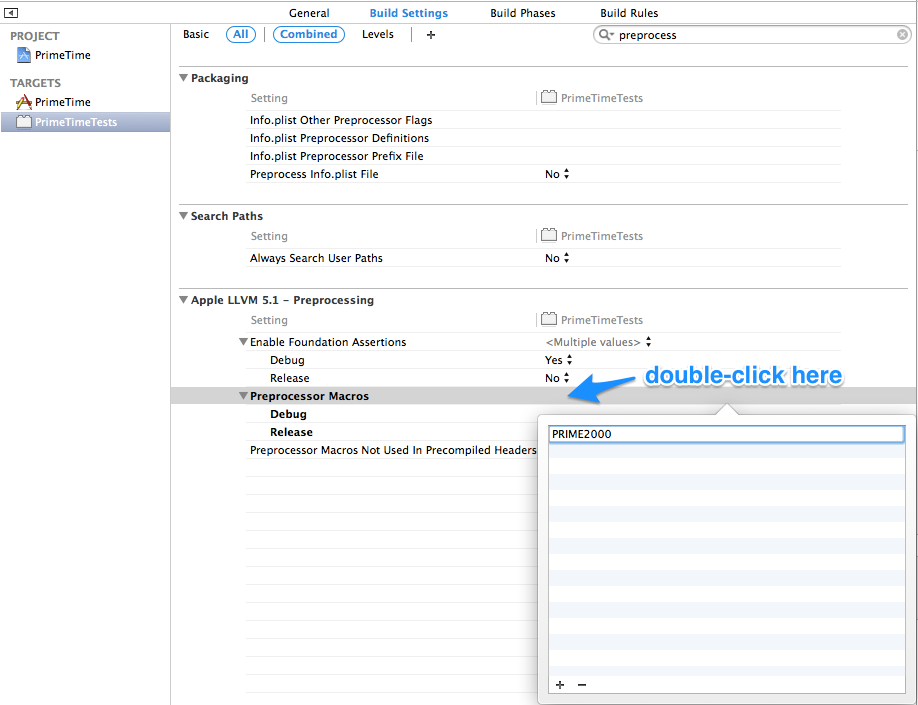 General Build Settings Build Phases Build Rules
PROJECT
PrimeTime
TARGETS
PrimeTime
PrimeTimeTests
Basic All Combined Levels +
preprocess
Packaging
Setting PrimeTimeTests
Info.plist Other Preprocessor Flags
Info.plist Preprocessor Definitions
Info.plist Preprocessor Prefix File
Preprocess Info.plist File No
Search Paths
Setting PrimeTimeTests
Always Search User Paths No
Apple LLVM 5.1 - Preprocessing
Setting PrimeTimeTests
Enable Foundation Assertions <Multiple values>
Debug Yes
Release No
double-click here
Preprocessor Macros
Debug
Release
Preprocessor Macros Not Used In Precompiled Headers
PRIME2000
+ −